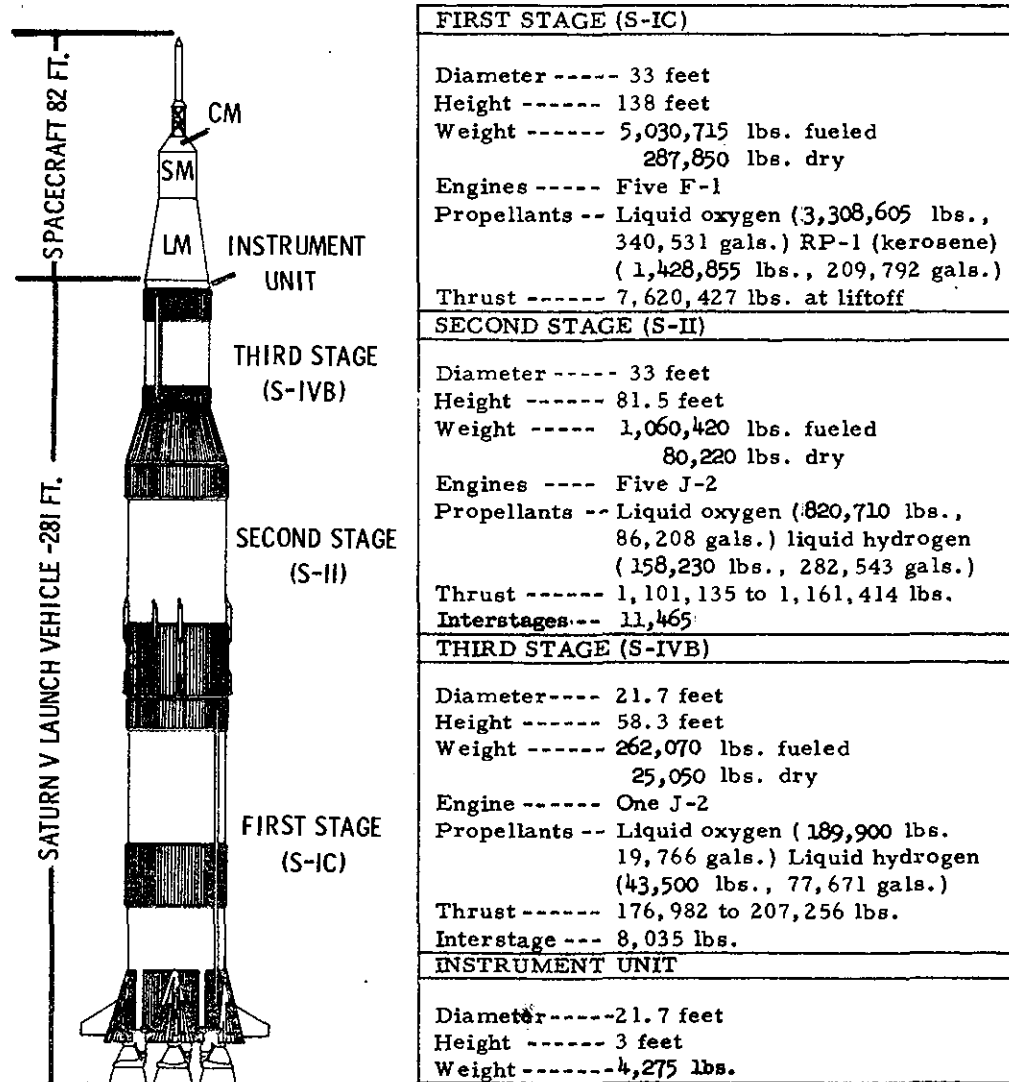 SPACECRAFT 82 FT.
SATURN V LAUNCH VEHICLE -281 FT.
CM
SM
LM
INSTRUMENT
UNIT
THIRD STAGE
(S-IVB)
SECOND STAGE
(S-II)
FIRST STAGE
(S-IC)
FIRST STAGE (S-IC)
Diameter ----- 33 feet
Height ------ 138 feet
Weight ------ 5,030,715 lbs. fueled
287,850 lbs. dry
Engines ----- Five F-1
Propellants -- Liquid oxygen (3,308,605 lbs.,
340,531 gals.) RP-1 (kerosene)
(1,428,855 lbs., 209,792 gals.)
Thrust ------ 7,620,427 lbs. at liftoff
SECOND STAGE (S-II)
Diameter ----- 33 feet
Height ------ 81.5 feet
Weight ----- 1,060,420 lbs. fueled
80,220 lbs. dry
Engines ---- Five J-2
Propellants -- Liquid oxygen (820,710 lbs.,
86,208 gals.) liquid hydrogen
(158,230 lbs., 282,543 gals.)
Thrust ------ 1,101,135 to 1,161,414 lbs.
Interstages -- 11,465
THIRD STAGE (S-IVB)
Diameter---- 21.7 feet
Height ------ 58.3 feet
Weight ------ 262,070 lbs. fueled
25,050 lbs. dry
Engine ------ One J-2
Propellants -- Liquid oxygen (189,900 lbs.
19,766 gals.) Liquid hydrogen
(43,500 lbs., 77,671 gals.)
Thrust ------ 176,982 to 207,256 lbs.
Interstage --- 8,035 lbs.
INSTRUMENT UNIT
Diameter-----21.7 feet
Height ------ 3 feet
Weight-------4,275 lbs.